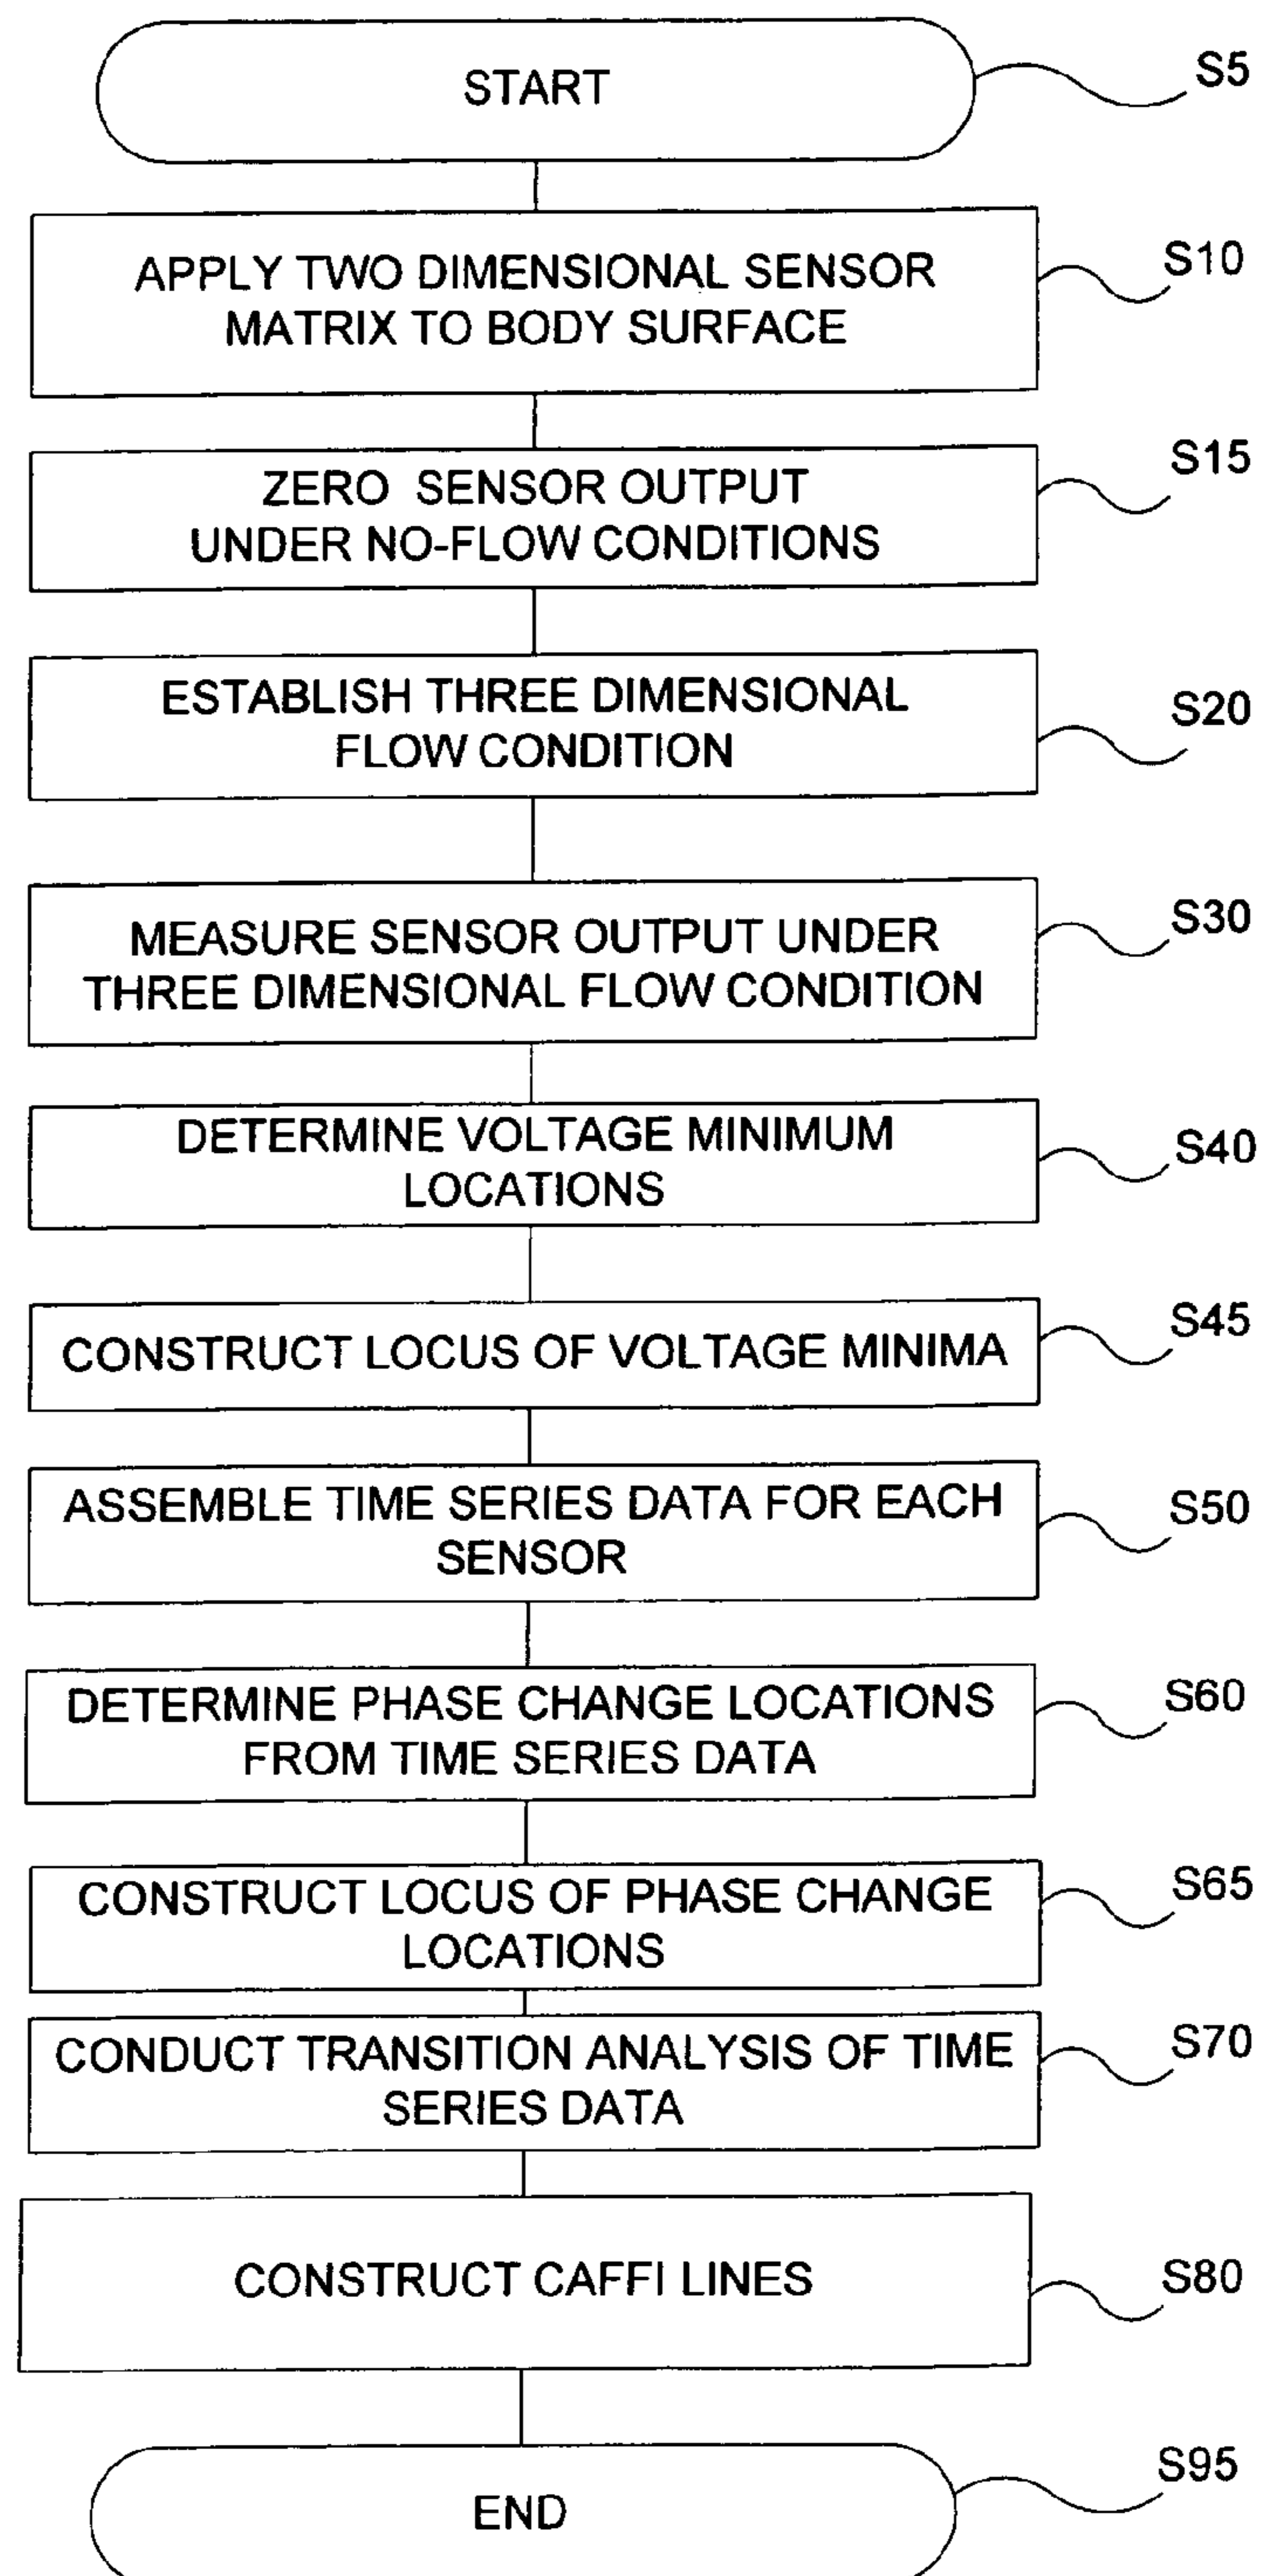 START
S5
APPLY TWO DIMENSIONAL SENSOR
MATRIX TO BODY SURFACE
S10
ZERO SENSOR OUTPUT
UNDER NO-FLOW CONDITIONS
S15
ESTABLISH THREE DIMENSIONAL
FLOW CONDITION
S20
MEASURE SENSOR OUTPUT UNDER
THREE DIMENSIONAL FLOW CONDITION
S30
DETERMINE VOLTAGE MINIMUM
LOCATIONS
S40
CONSTRUCT LOCUS OF VOLTAGE MINIMA
S45
ASSEMBLE TIME SERIES DATA FOR EACH
SENSOR
S50
DETERMINE PHASE CHANGE LOCATIONS
FROM TIME SERIES DATA
S60
CONSTRUCT LOCUS OF PHASE CHANGE
LOCATIONS
S65
CONDUCT TRANSITION ANALYSIS OF TIME
SERIES DATA
S70
CONSTRUCT CAFFI LINES
S80
END
S95